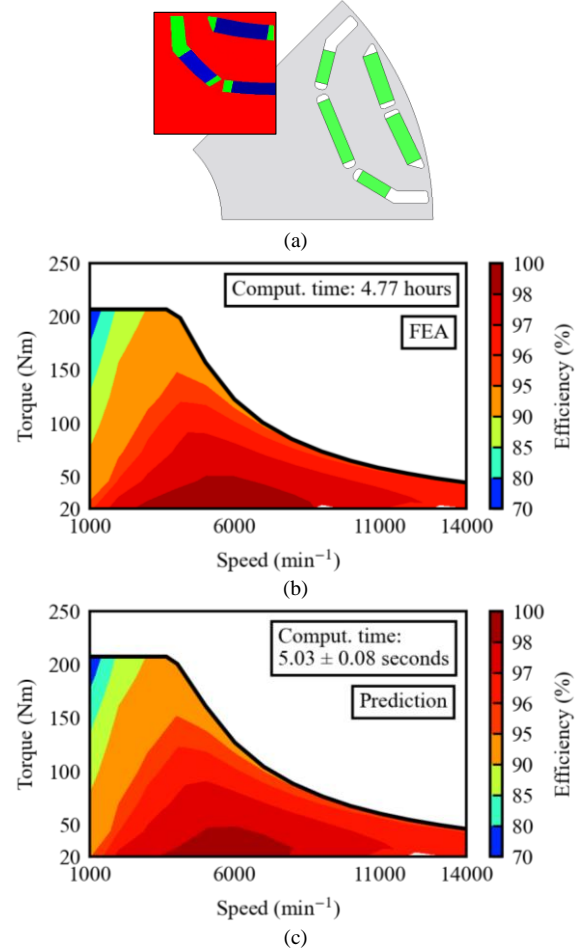 (a)
250
200
150
100
50
20
Torque (Nm)
Comput. time: 4.77 hours
FEA
1000
6000
11000
14000
Speed (min⁻¹)
100
98
97
96
95
90
85
80
70
Efficiency (%)
(b)
250
200
150
100
50
20
Torque (Nm)
Comput. time:
5.03 ± 0.08 seconds
Prediction
1000
6000
11000
14000
Speed (min⁻¹)
100
98
97
96
95
90
85
80
70
Efficiency (%)
(c)